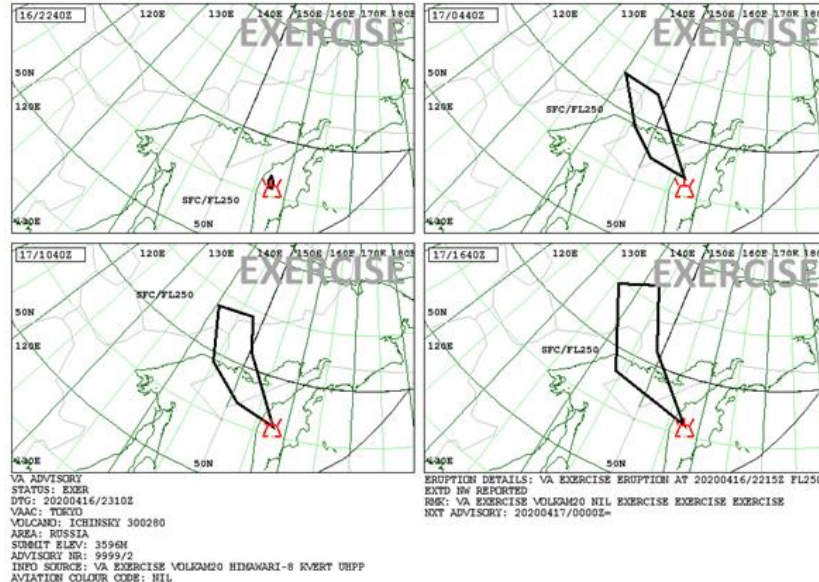 16/2240Z
120E 130E 140E 150E 160E 170E 180E
EXERCISE
50N
120E
SFC/FL250
50N
17/0440Z
120E 130E 140E 150E 160E 170E 180E
EXERCISE
50N
120E
SFC/FL250
50N
17/1040Z
120E 130E 140E 150E 160E 170E 180E
EXERCISE
SFC/FL250
50N
120E
50N
17/1640Z
120E 130E 140E 150E 160E 170E 180E
EXERCISE
50N
120E
SFC/FL250
50N
VA ADVISORY
STATUS: EXER
DTG: 20200416/2310Z
VAAC: TOKYO
VOLCANO: ICHINSKY 300280
AREA: RUSSIA
SUMMIT ELEV: 3596M
ADVISORY NR: 9999/2
INFO SOURCE: VA EXERCISE VOLKAM20 HIMAWARI-8 KVERT UHPP
AVIATION COLOUR CODE: NIL
ERUPTION DETAILS: VA EXERCISE ERUPTION AT 20200416/2215Z FL250
EXTD NW REPORTED
RMK: VA EXERCISE VOLKAM20 NIL EXERCISE EXERCISE EXERCISE
NXT ADVISORY: 20200417/0000Z=